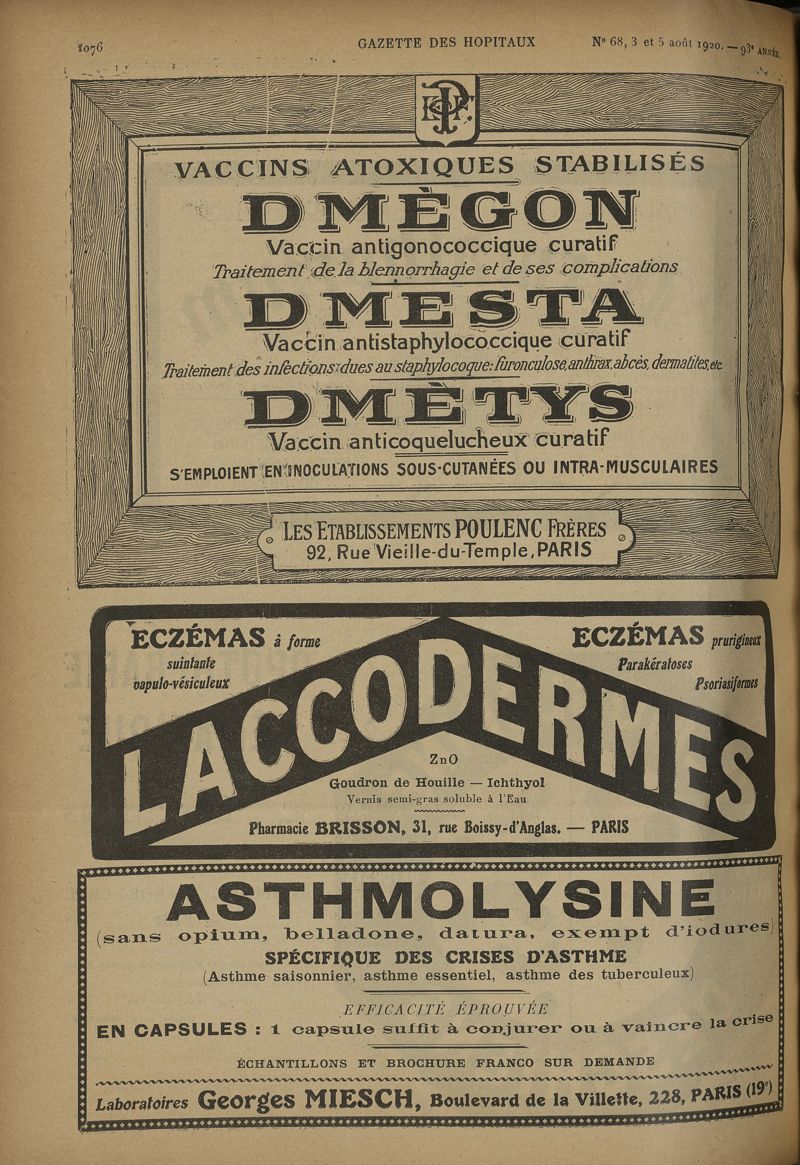 1076
GAZETTE DES HOPITAUX
N° 68, 3 et 5 août 1920. — 93e ANNÉE.
VACCINS ATOXIQUES STABILISÉS
DMÈGON
Vaccin antigonococcique curatif
Traitement de la blennorrhagie et de ses complications
DMESTA
Vaccin antistaphylococcique curatif
Traitement des infections dues au staphylocoque: furonculose, anthrax, abcès, dermatites, etc.
DMÈTYS
Vaccin anticoquelucheux curatif
S'EMPLOIENT EN INOCULATIONS SOUS-CUTANÉES OU INTRA-MUSCULAIRES
LES ETABLISSEMENTS POULENC FRÈRES
92, Rue Vieille-du-Temple, PARIS
ECZÉMAS à forme
suintante
vapulo-vésiculeux
ECZÉMAS prurigineux
Parakératoses
Psoriasiformes
LACCODERMES
ZnO
Goudron de Houille — Ichthyol
Vernis semi-gras soluble à l'Eau
Pharmacie BRISSON, 31, rue Boissy-d'Anglas. — PARIS
ASTHMOLYSINE
(sans opium, belladone, datura, exempt d'iodures)
SPÉCIFIQUE DES CRISES D'ASTHME
(Asthme saisonnier, asthme essentiel, asthme des tuberculeux)
EFFICACITÉ ÉPROUVÉE
EN CAPSULES : 1 capsule suffit à conjurer ou à vaincre la crise
ÉCHANTILLONS ET BROCHURE FRANCO SUR DEMANDE
Laboratoires Georges MIESCH, Boulevard de la Villette, 228, PARIS (19e)